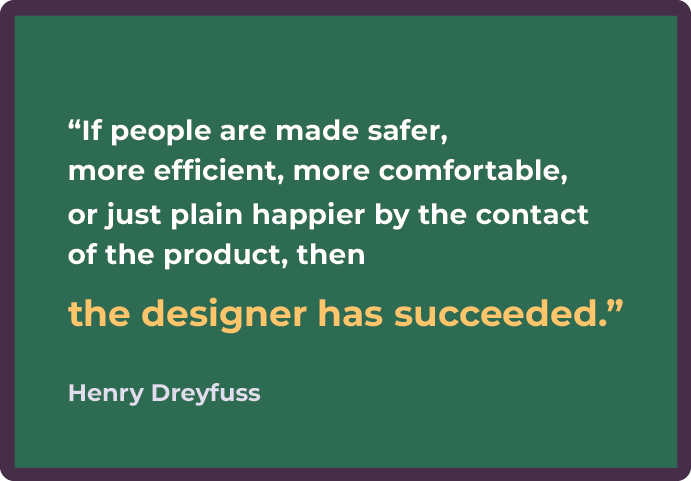 “If people are made safer,
more efficient, more comfortable,
or just plain happier by the contact
of the product, then
the designer has succeeded.”
Henry Dreyfuss